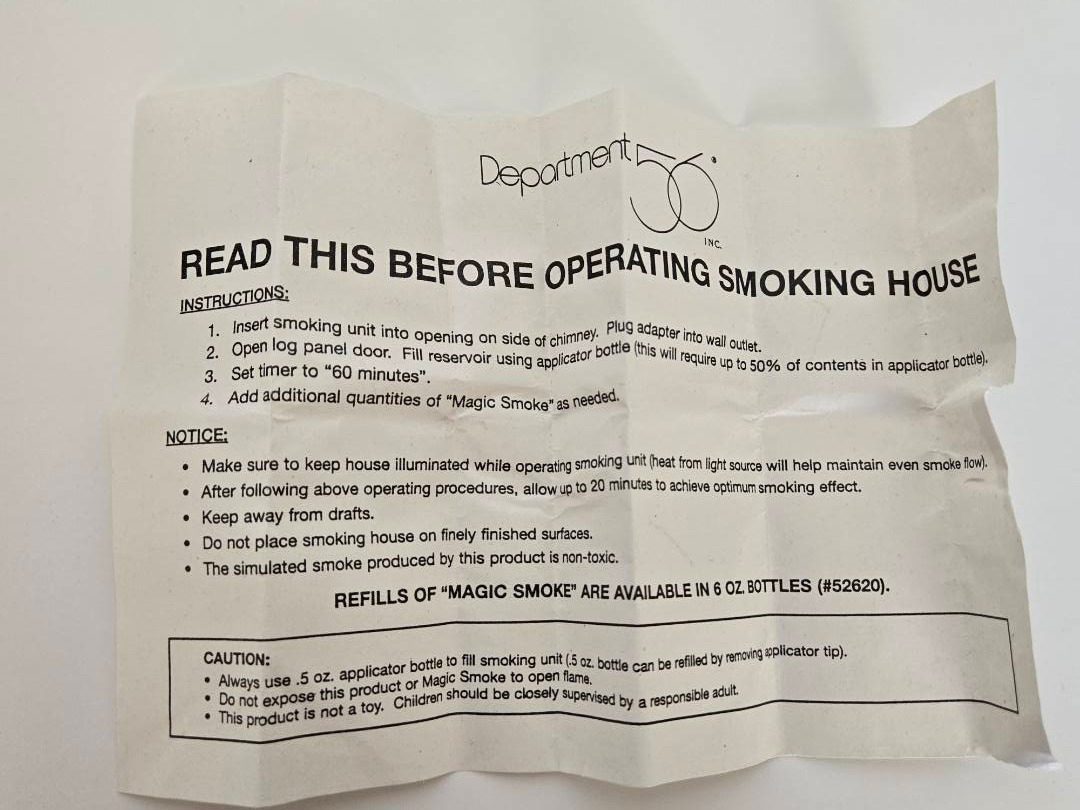 Department 56®
INC.
READ THIS BEFORE OPERATING SMOKING HOUSE
INSTRUCTIONS:
1. Insert smoking unit into opening on side of chimney. Plug adapter into wall outlet.
2. Open log panel door. Fill reservoir using applicator bottle (this will require up to 50% of contents in applicator bottle).
3. Set timer to "60 minutes".
4. Add additional quantities of "Magic Smoke" as needed.
NOTICE:
• Make sure to keep house illuminated while operating smoking unit (heat from light source will help maintain even smoke flow).
• After following above operating procedures, allow up to 20 minutes to achieve optimum smoking effect.
• Keep away from drafts.
• Do not place smoking house on finely finished surfaces.
• The simulated smoke produced by this product is non-toxic.
REFILLS OF "MAGIC SMOKE" ARE AVAILABLE IN 6 OZ. BOTTLES (#52620).
CAUTION:
• Always use .5 oz. applicator bottle to fill smoking unit (.5 oz. bottle can be refilled by removing applicator tip).
• Do not expose this product or Magic Smoke to open flame.
• This product is not a toy. Children should be closely supervised by a responsible adult.